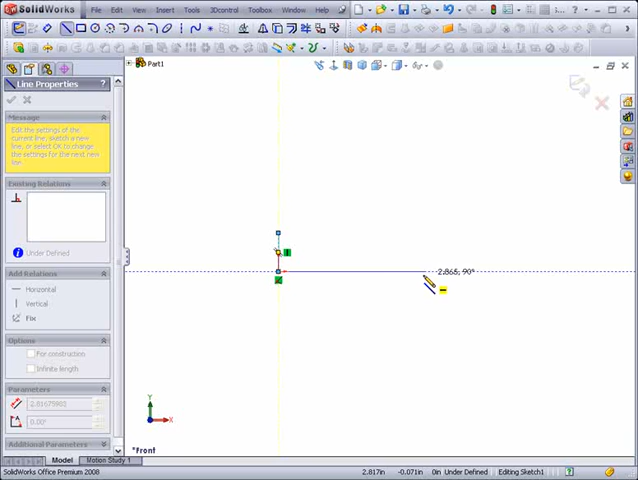 SolidWorks File Edit View Insert Tools 3Dcontrol Toolbox Window Help
Part1
Line Properties ?
Message
Edit the settings of the
current line, sketch a new
line, or select OK to change
the settings for the next new
line.
Existing Relations
Under Defined
Add Relations
Horizontal
Vertical
Fix
Options
For construction
Infinite length
Parameters
2.81675902
0.00°
Additional Parameters
2.865, 90°
Y
X
*Front
Model Motion Study 1
SolidWorks Office Premium 2008 2.817in -0.071in 0in Under Defined Editing Sketch1